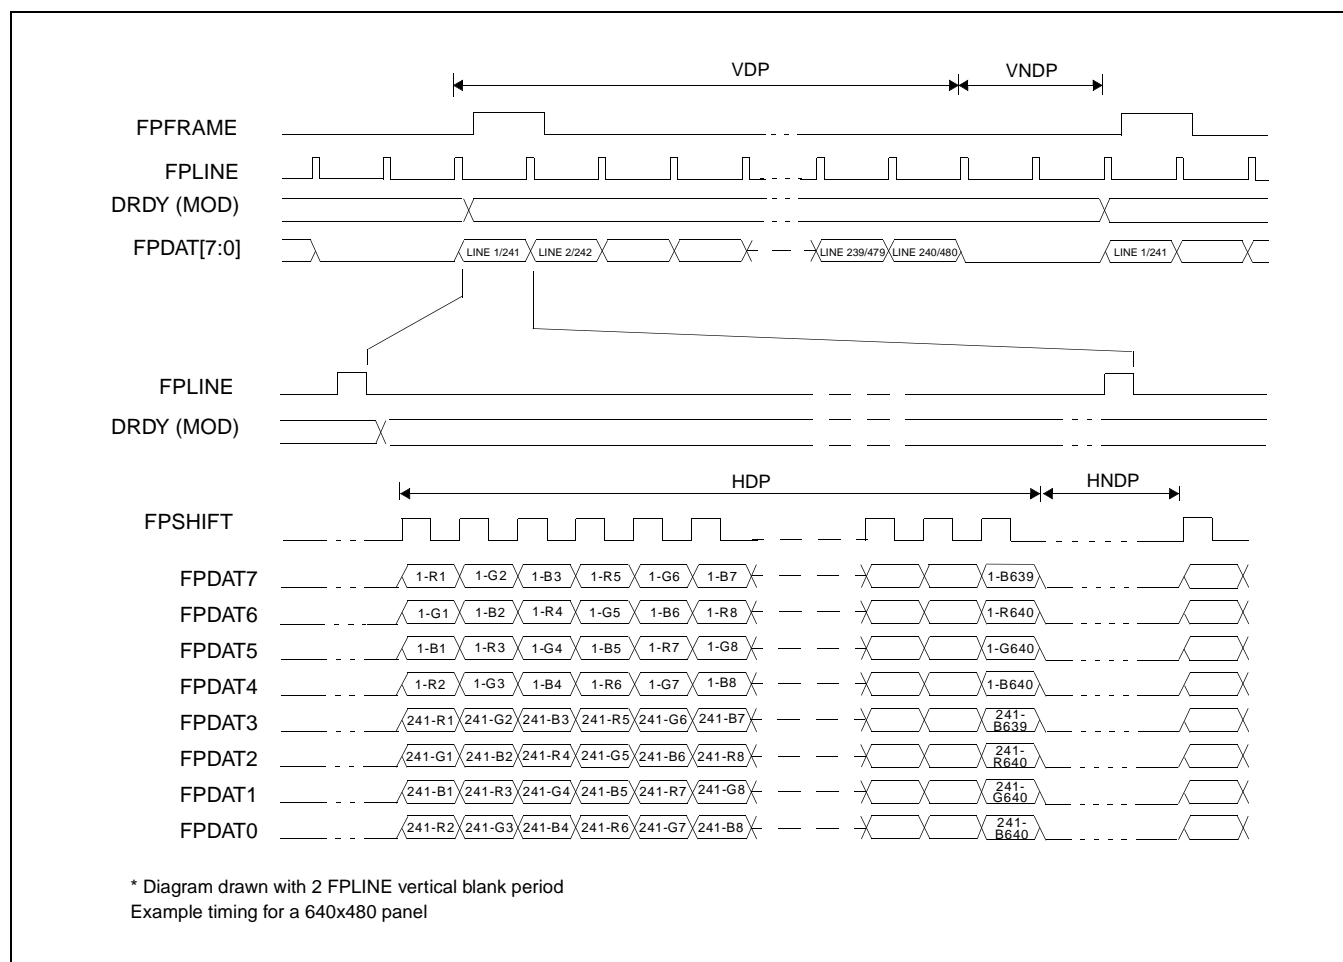 VDP VNDP
FPFRAME
FPLINE
DRDY (MOD)
FPDAT[7:0] LINE 1/241 LINE 2/242 LINE 239/479 LINE 240/480 LINE 1/241
FPLINE
DRDY (MOD)
HDP HNDP
FPSHIFT
FPDAT7 1-R1 1-G2 1-B3 1-R5 1-G6 1-B7 1-B639
FPDAT6 1-G1 1-B2 1-R4 1-G5 1-B6 1-R8 1-R640
FPDAT5 1-B1 1-R3 1-G4 1-B5 1-R7 1-G8 1-G640
FPDAT4 1-R2 1-G3 1-B4 1-R6 1-G7 1-B8 1-B640
FPDAT3 241-R1 241-G2 241-B3 241-R5 241-G6 241-B7 241-B639
FPDAT2 241-G1 241-B2 241-R4 241-G5 241-B6 241-R8 241-R640
FPDAT1 241-B1 241-R3 241-G4 241-B5 241-R7 241-G8 241-G640
FPDAT0 241-R2 241-G3 241-B4 241-R6 241-G7 241-B8 241-B640
* Diagram drawn with 2 FPLINE vertical blank period
Example timing for a 640x480 panel